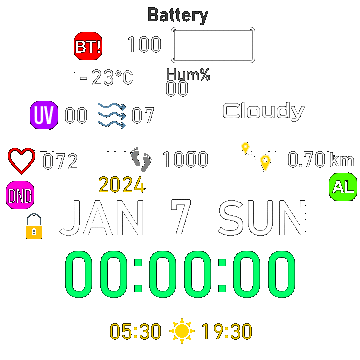 Battery
BT! 100
-23°C Hum%
00
UV 00 07 Cloudy
072 1000 0.70km
DND 2024 AL
JAN 7 SUN
00:00:00
05:30 19:30